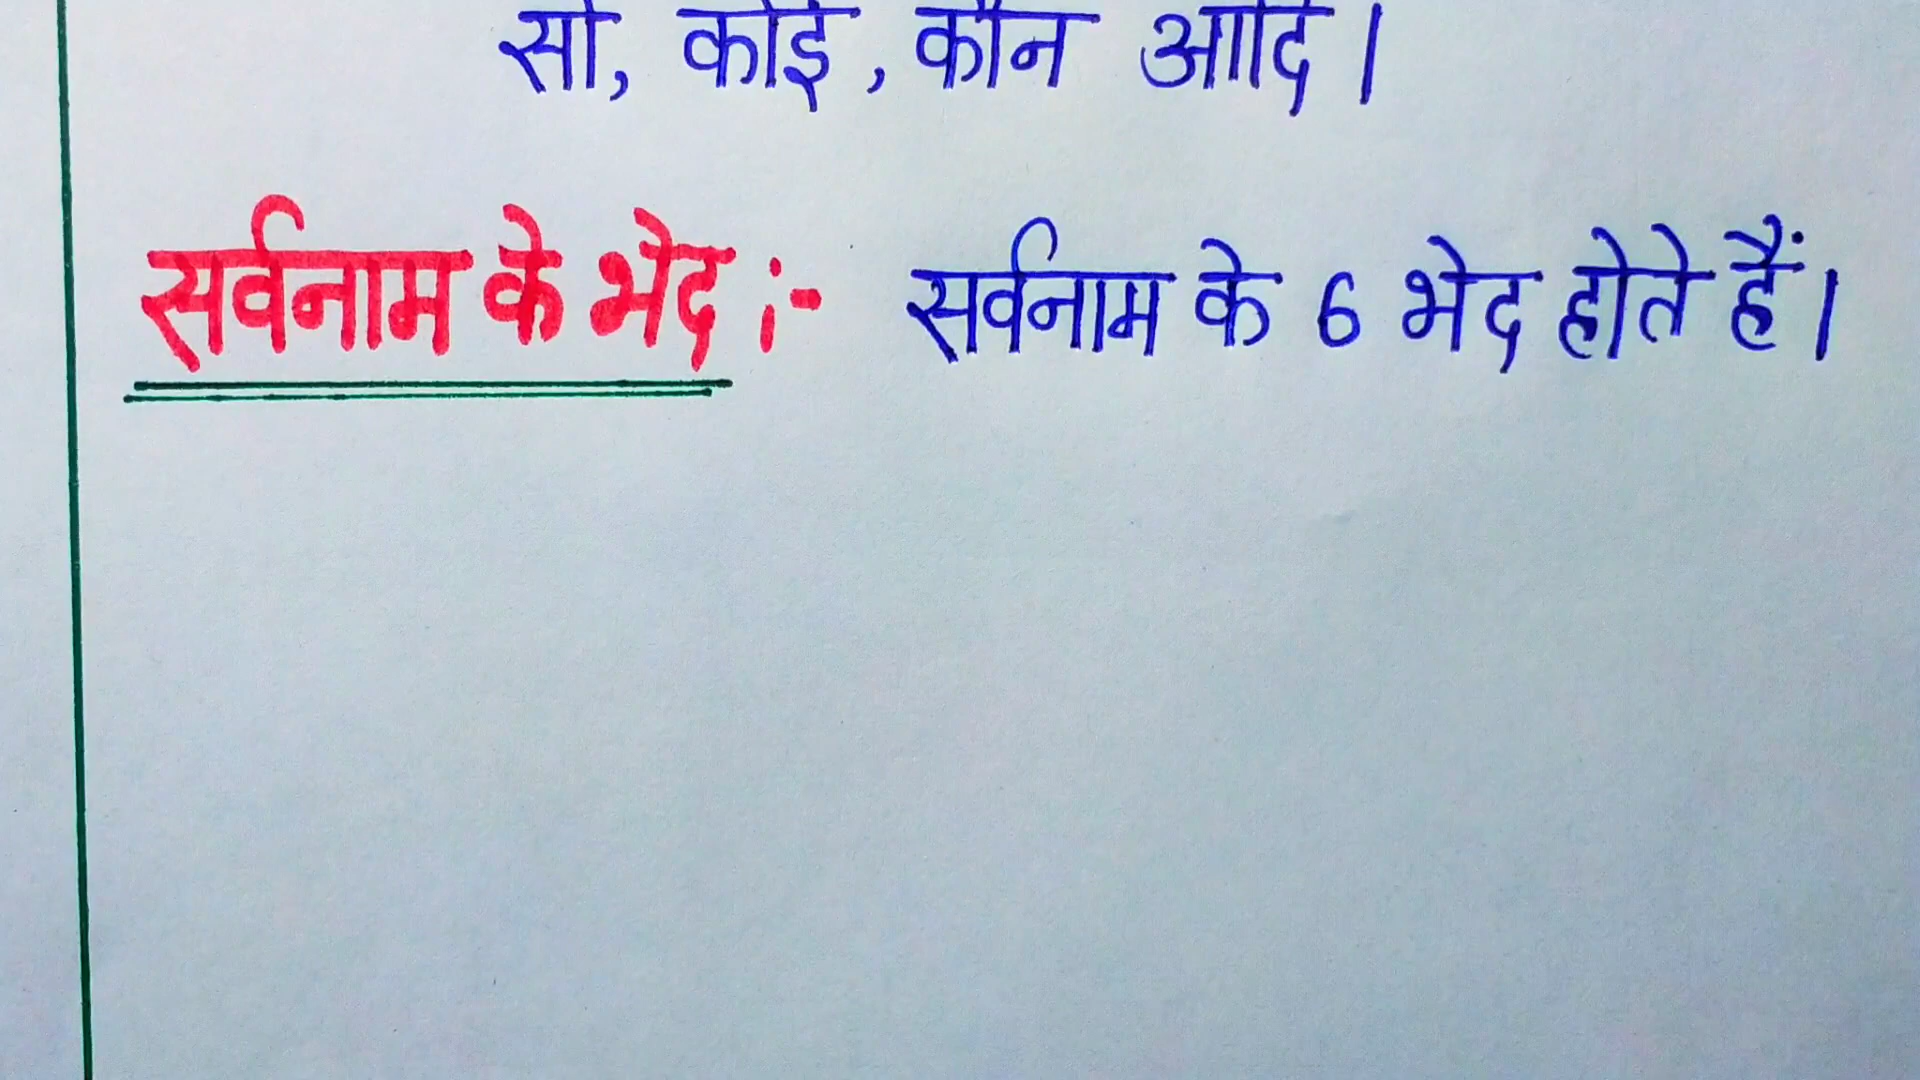 सो, कोई, कौन आदि।
सर्वनाम के भेद :- सर्वनाम के 6 भेद होते हैं।